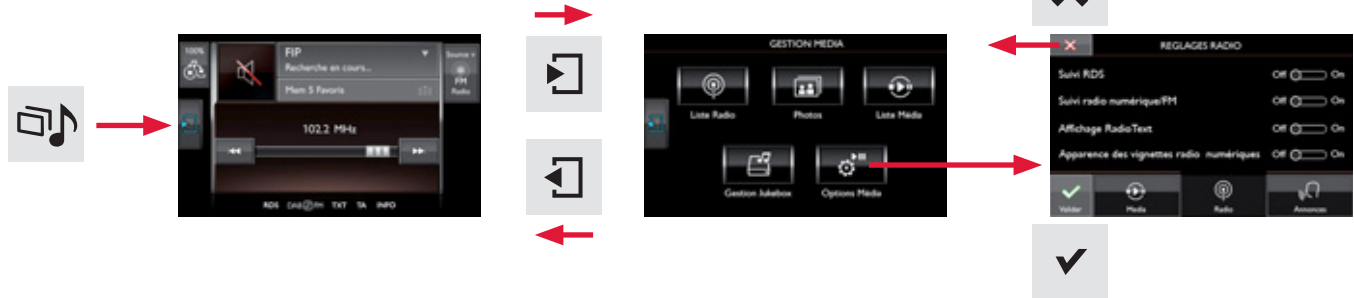 100%
FIP
Recherche en cours...
Mem 5 Favoris
Source
FM
Radio
102.2 MHz
RDS DAB/FM TXT TA INFO
GESTION MEDIA
Liste Radio
Photos
Liste Média
Gestion Jukebox
Options Média
REGLAGES RADIO
Suivi RDS Off On
Suivi radio numérique/FM Off On
Affichage RadioText Off On
Apparence des vignettes radio numériques Off On
Valider
Media
Radio
Annonces